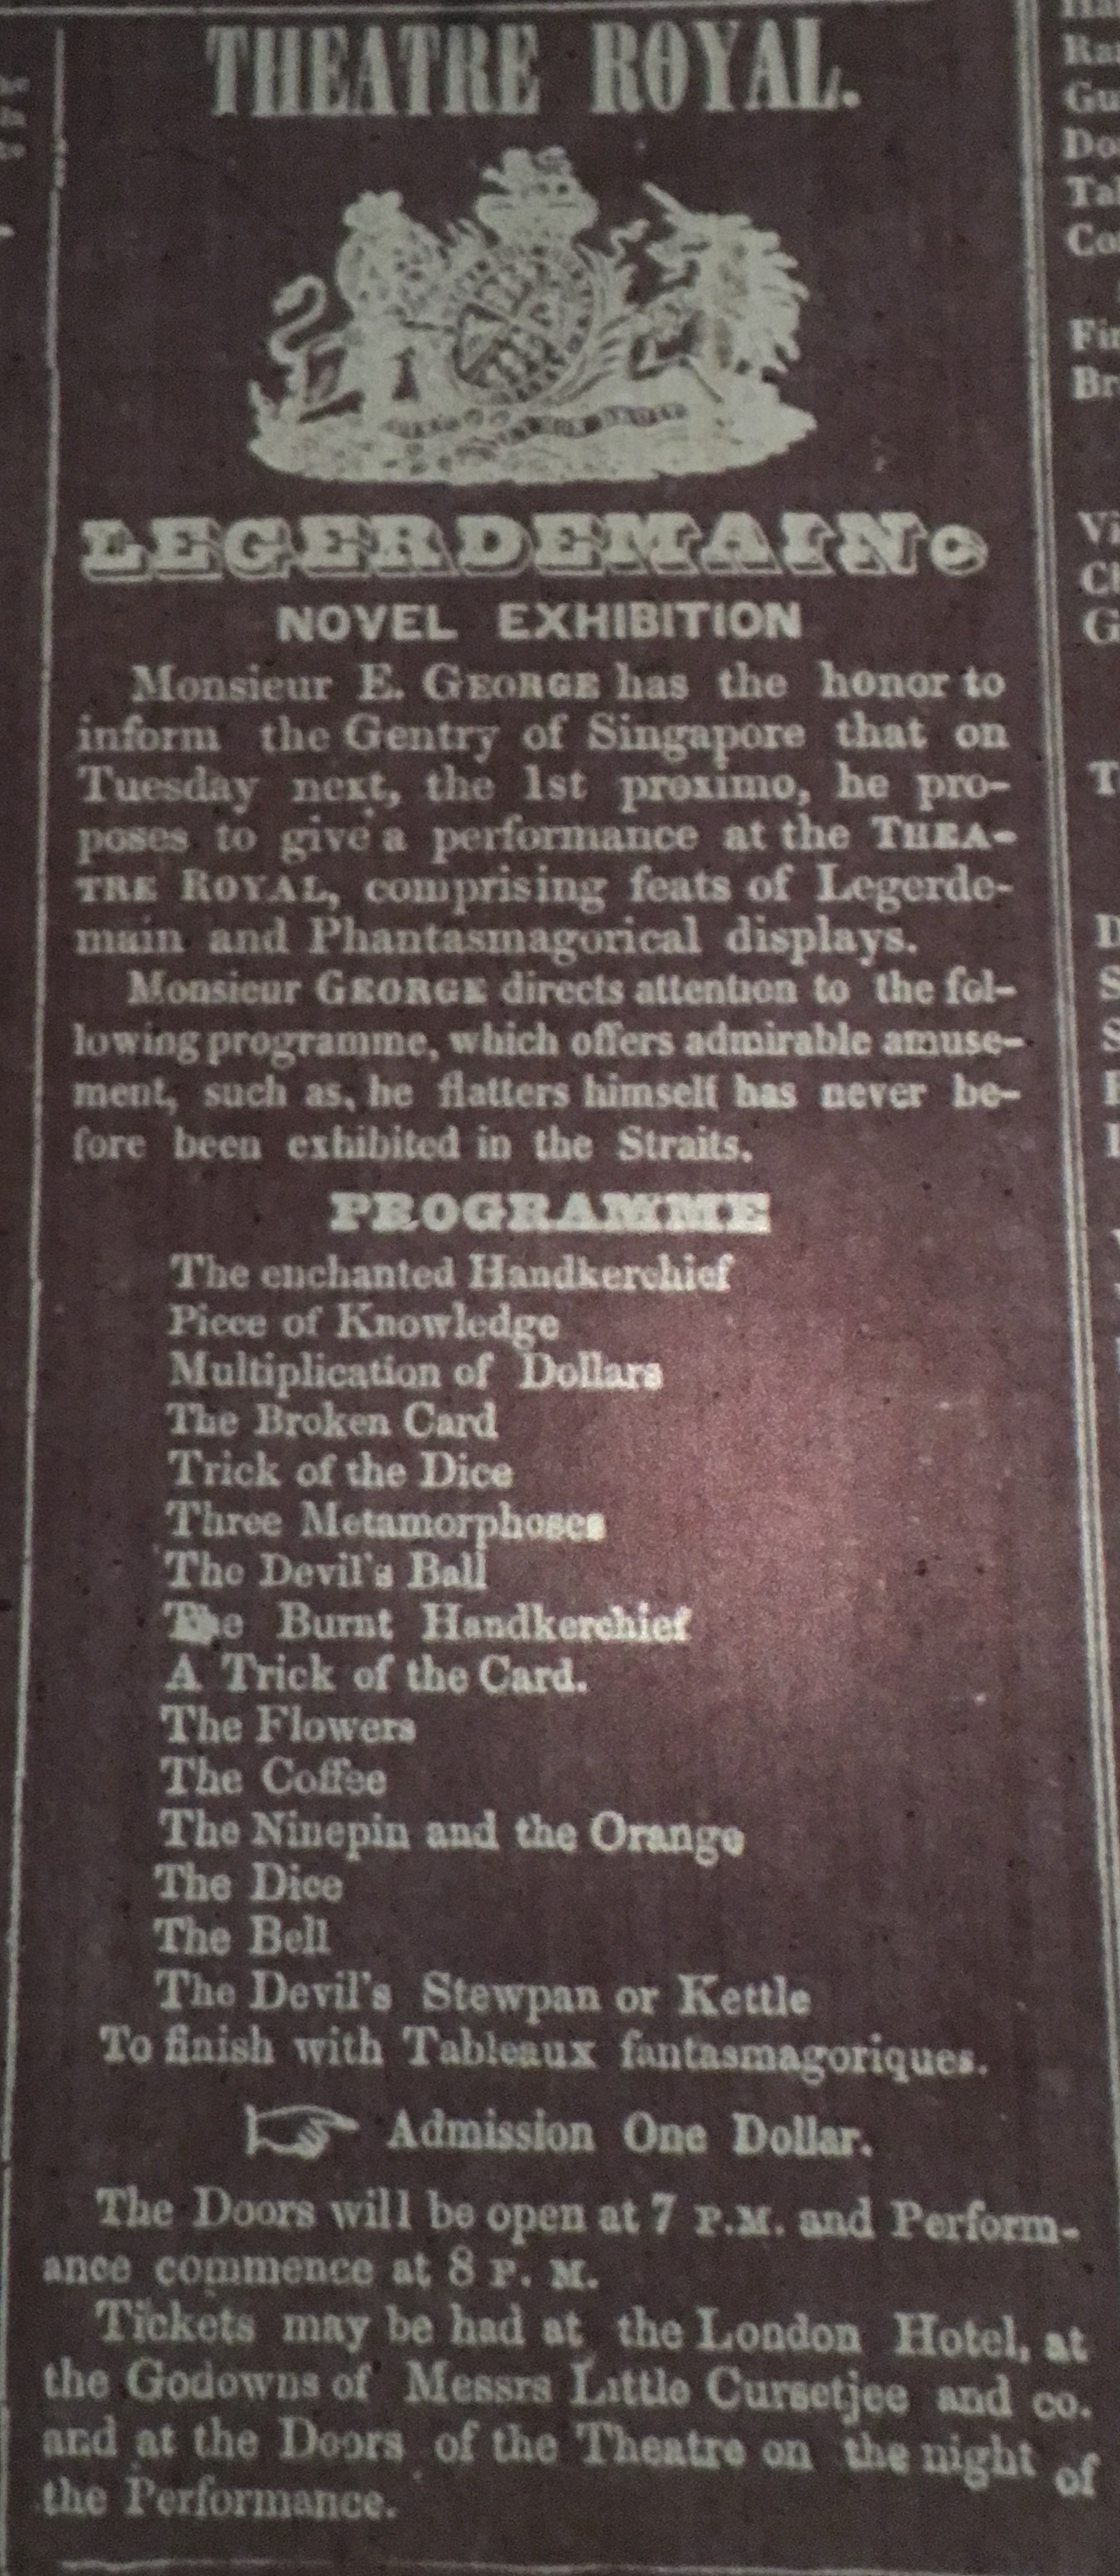 THEATRE ROYAL.
LEGERDEMAIN
NOVEL EXHIBITION
Monsieur E. GEORGE has the honor to
inform the Gentry of Singapore that on
Tuesday next, the 1st proximo, he pro-
poses to give a performance at the THEA-
TRE ROYAL, comprising feats of Legerde-
main and Phantasmagorical displays.
Monsieur GEORGE directs attention to the fol-
lowing programme, which offers admirable amuse-
ment, such as, he flatters himself has never be-
fore been exhibited in the Straits.
PROGRAMME
The enchanted Handkerchief
Piece of Knowledge
Multiplication of Dollars
The Broken Card
Trick of the Dice
Three Metamorphoses
The Devil's Ball
The Burnt Handkerchief
A Trick of the Card.
The Flowers
The Coffee
The Ninepin and the Orange
The Dice
The Bell
The Devil's Stewpan or Kettle
To finish with Tableaux fantasmagoriques.
Admission One Dollar.
The Doors will be open at 7 P.M. and Perform-
ance commence at 8 P. M.
Tickets may be had at the London Hotel, at
the Godowns of Messrs Little Cursetjee and co.
and at the Doors of the Theatre on the night of
the Performance.